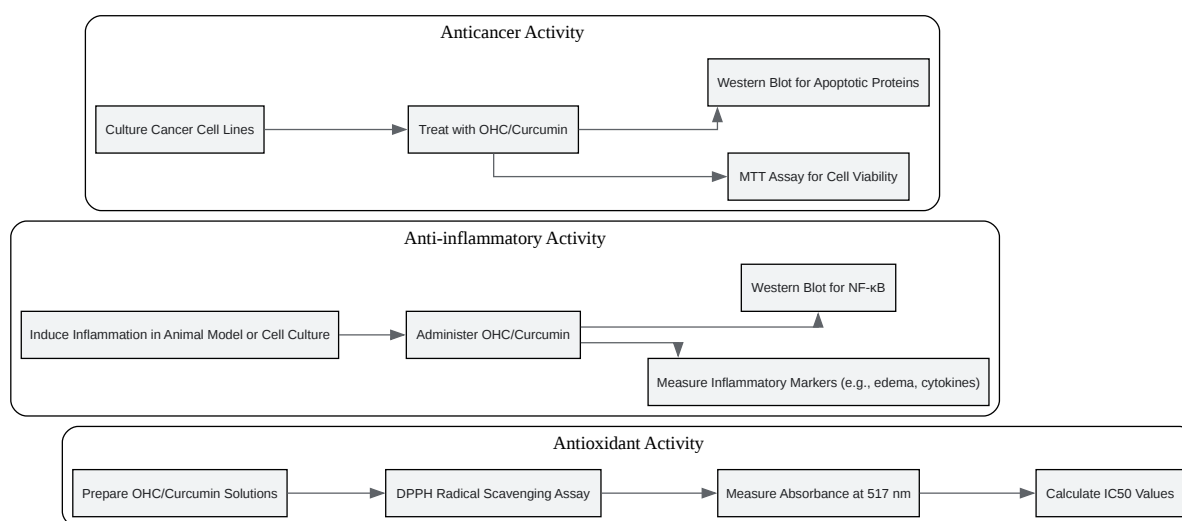 Anticancer Activity
Western Blot for Apoptotic Proteins
Culture Cancer Cell Lines
Treat with OHC/Curcumin
MTT Assay for Cell Viability
Anti-inflammatory Activity
Western Blot for NF-κB
Induce Inflammation in Animal Model or Cell Culture
Administer OHC/Curcumin
Measure Inflammatory Markers (e.g., edema, cytokines)
Antioxidant Activity
Prepare OHC/Curcumin Solutions
DPPH Radical Scavenging Assay
Measure Absorbance at 517 nm
Calculate IC50 Values